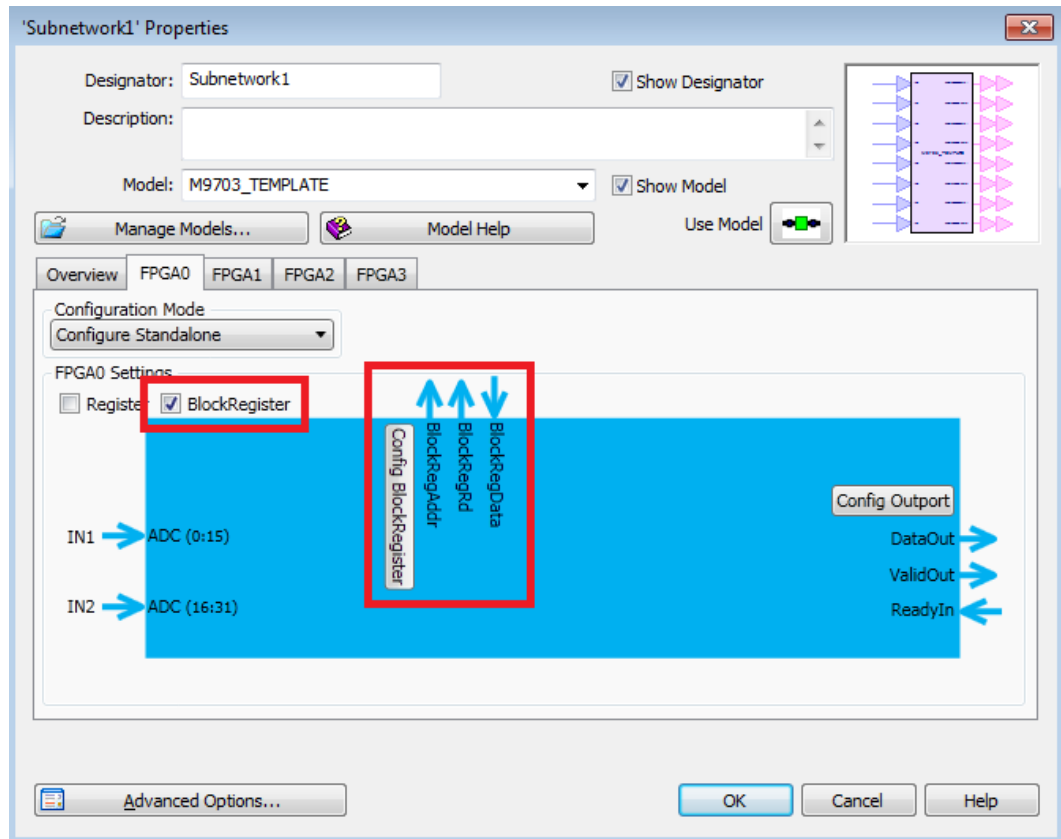 'Subnetwork1' Properties
Designator: Subnetwork1
Show Designator
Description:
Model: M9703_TEMPLATE
Show Model
Manage Models...
Model Help
Use Model
Overview FPGA0 FPGA1 FPGA2 FPGA3
Configuration Mode
Configure Standalone
FPGA0 Settings
Register BlockRegister
Config BlockRegister
BlockRegAddr
BlockRegRd
BlockRegData
Config Outport
IN1 ADC (0:15)
DataOut
ValidOut
IN2 ADC (16:31)
ReadyIn
Advanced Options...
OK Cancel Help